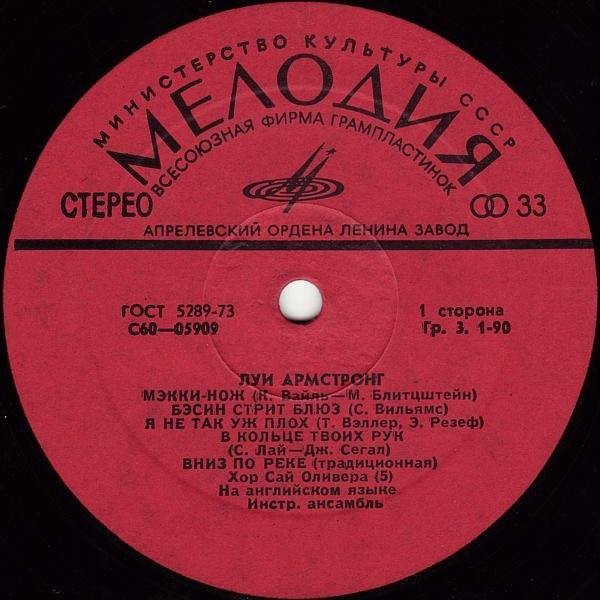 МИНИСТЕРСТВО КУЛЬТУРЫ СССР
МЕЛОДИЯ
ВСЕСОЮЗНАЯ ФИРМА ГРАМПЛАСТИНОК
СТЕРЕО
33
АПРЕЛЕВСКИЙ ОРДЕНА ЛЕНИНА ЗАВОД
ГОСТ 5289-73
1 сторона
С60—05909
Гр. 3. 1-90
ЛУИ АРМСТРОНГ
МЭККИ-НОЖ (К. Вайль—М. Блитцштейн)
БЭСИН СТРИТ БЛЮЗ (С. Вильямс)
Я НЕ ТАК УЖ ПЛОХ (Т. Вэллер, Э. Резеф)
В КОЛЬЦЕ ТВОИХ РУК
(С. Лай—Дж. Сегал)
ВНИЗ ПО РЕКЕ (традиционная)
Хор Сай Оливера (5)
На английском языке
Инстр. ансамбль